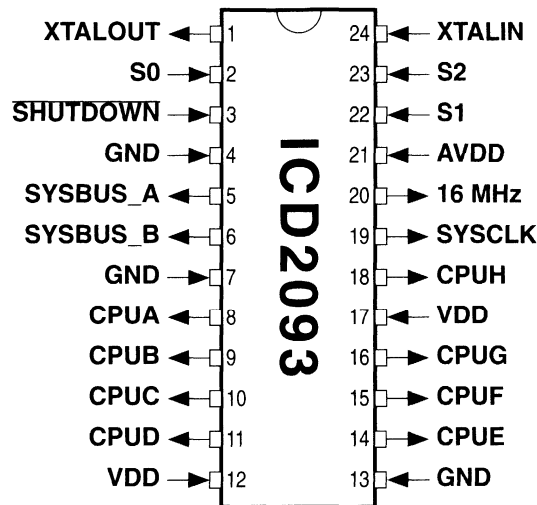 XTALOUT 1 24 XTALIN
S0 2 23 S2
SHUTDOWN 3 22 S1
GND 4 21 AVDD
SYSBUS_A 5 20 16 MHz
SYSBUS_B 6 19 SYSCLK
GND 7 18 CPUH
CPUA 8 17 VDD
CPUB 9 16 CPUG
CPUC 10 15 CPUF
CPUD 11 14 CPUE
VDD 12 13 GND
ICD2093